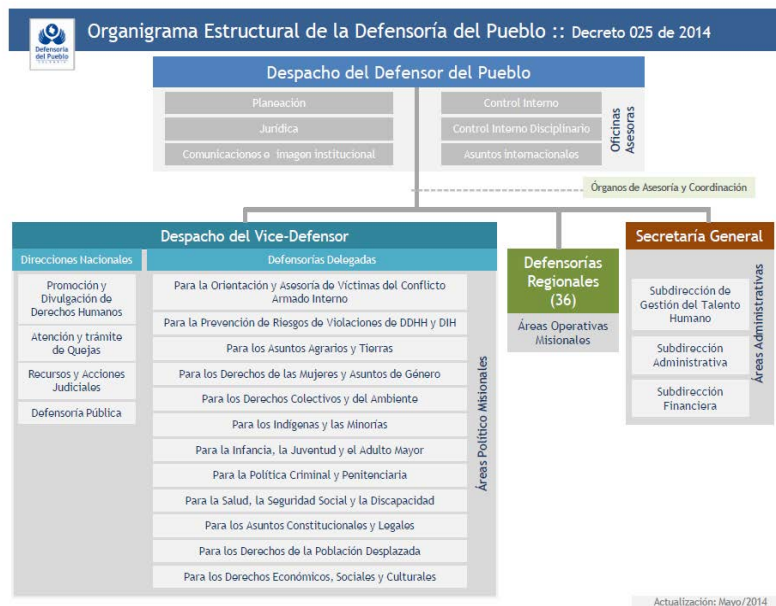 Organigrama Estructural de la Defensoría del Pueblo :: Decreto 025 de 2014
Defensoría
del Pueblo
COLOMBIA
Despacho del Defensor del Pueblo
Planeación
Jurídica
Comunicaciones e imagen institucional
Control Interno
Control Interno Disciplinario
Asuntos internacionales
Oficinas
Asesoras
Órganos de Asesoría y Coordinación
Despacho del Vice-Defensor
Direcciones Nacionales
Promoción y
Divulgación de
Derechos Humanos
Atención y trámite
de Quejas
Recursos y Acciones
Judiciales
Defensoría Pública
Defensorías Delegadas
Para la Orientación y Asesoría de Víctimas del Conflicto
Armado Interno
Para la Prevención de Riesgos de Violaciones de DDHH y DIH
Para los Asuntos Agrarios y Tierras
Para los Derechos de las Mujeres y Asuntos de Género
Para los Derechos Colectivos y del Ambiente
Para los Indígenas y las Minorías
Para la Infancia, la Juventud y el Adulto Mayor
Para la Política Criminal y Penitenciaria
Para la Salud, la Seguridad Social y la Discapacidad
Para los Asuntos Constitucionales y Legales
Para los Derechos de la Población Desplazada
Para los Derechos Económicos, Sociales y Culturales
Áreas Político Misionales
Defensorías
Regionales
(36)
Áreas Operativas
Misionales
Secretaría General
Subdirección de
Gestión del Talento
Humano
Subdirección
Administrativa
Subdirección
Financiera
Áreas Administrativas
Actualización: Mayo/2014